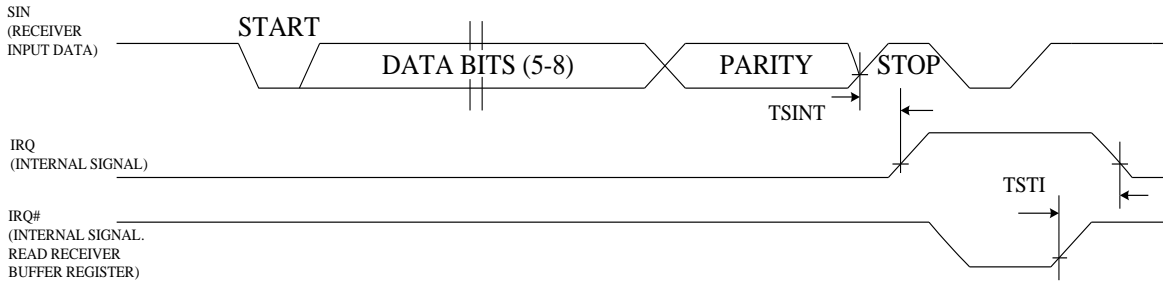 SIN
(RECEIVER
INPUT DATA)
START
DATA BITS (5-8)
PARITY
STOP
TSINT
IRQ
(INTERNAL SIGNAL)
TSTI
IRQ#
(INTERNAL SIGNAL.
READ RECEIVER
BUFFER REGISTER)